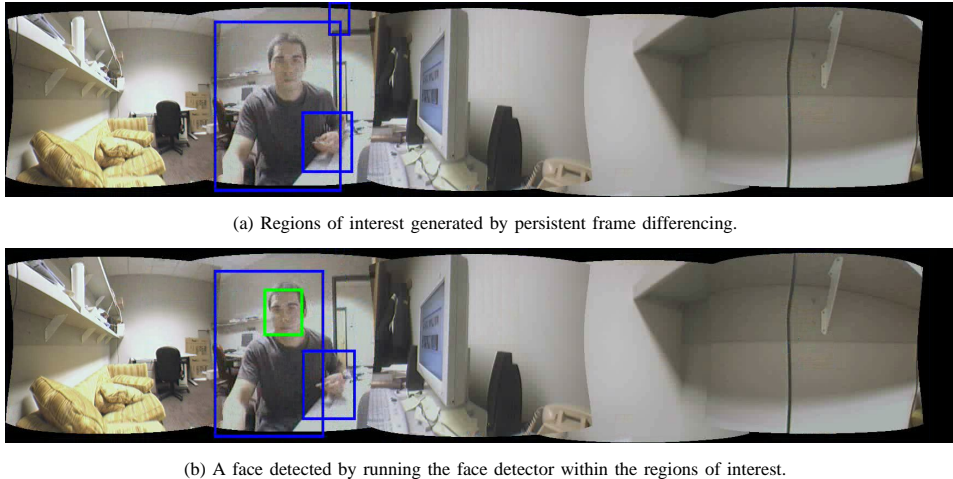 (a) Regions of interest generated by persistent frame differencing.
(b) A face detected by running the face detector within the regions of interest.